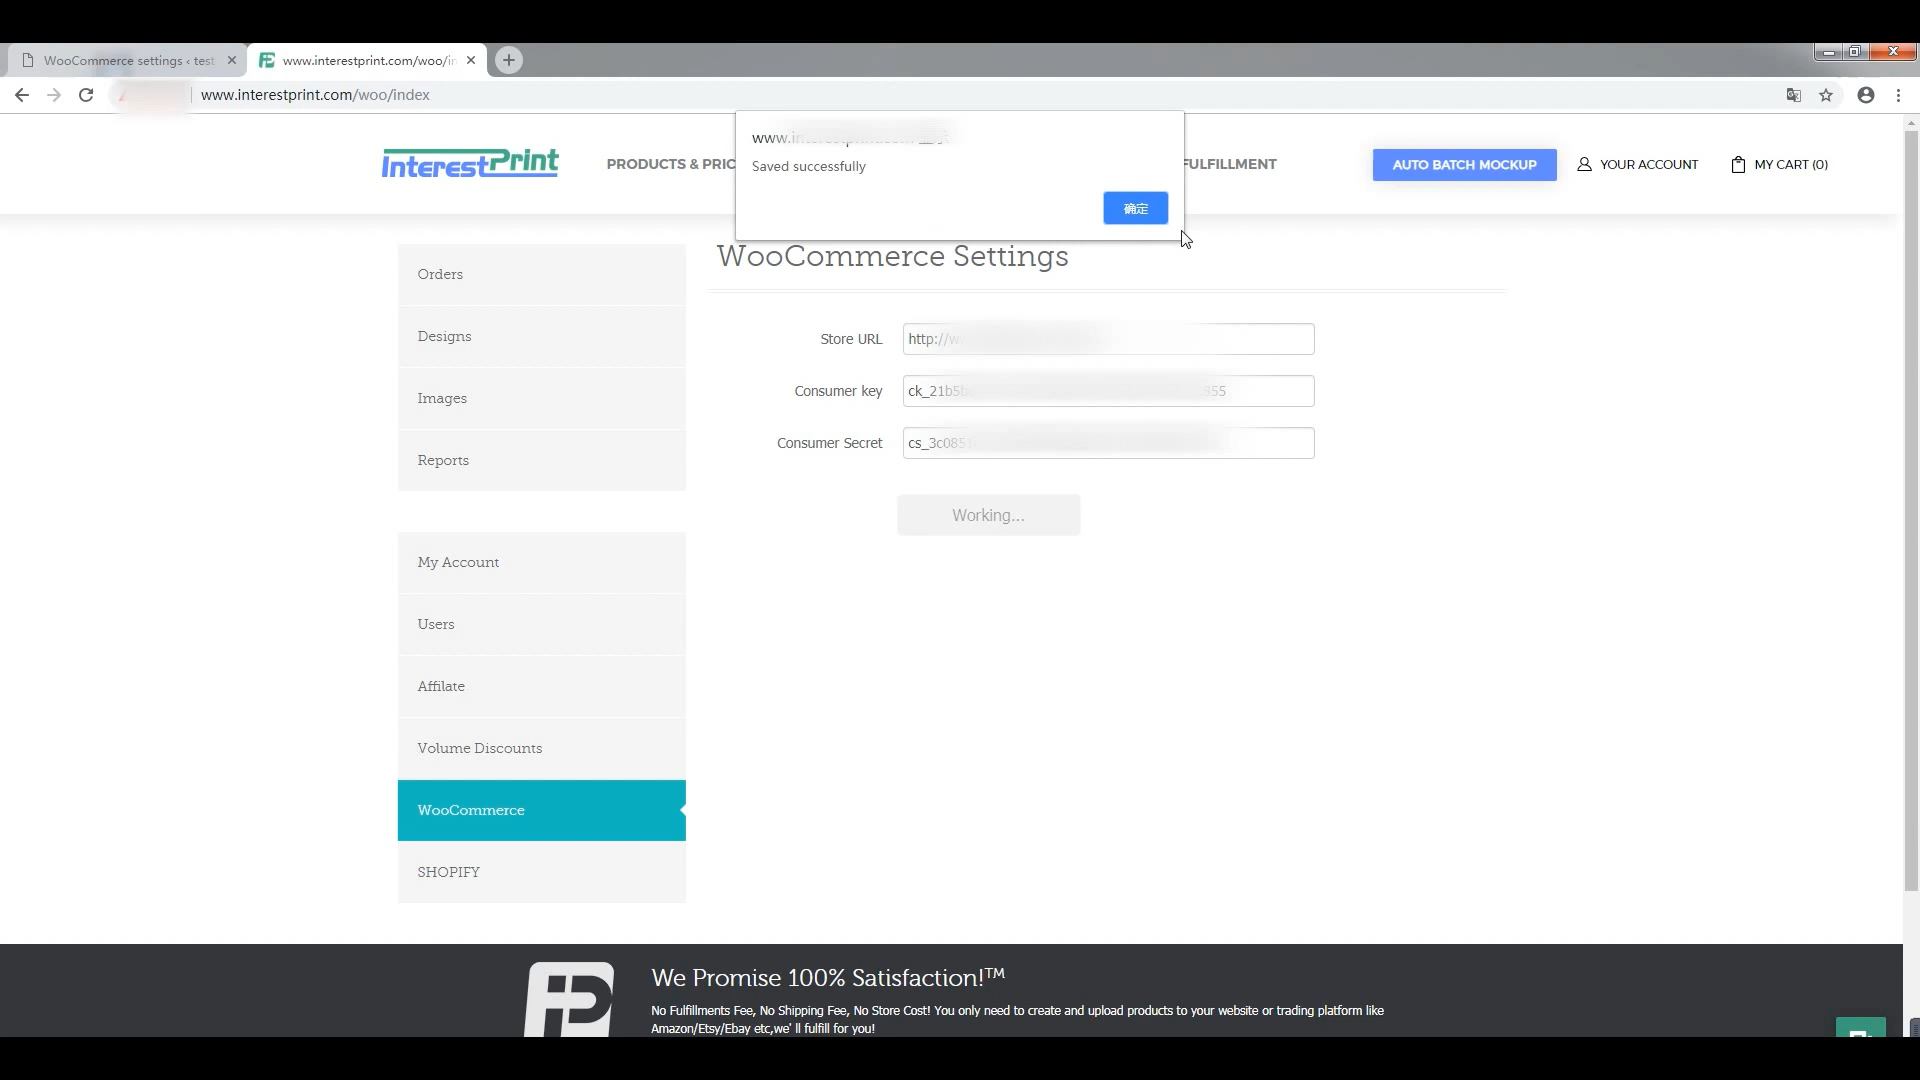 WooCommerce settings ‹ test
www.interestprint.com/woo/in
www.interestprint.com/woo/index
Saved successfully
确定
InterestPrint
PRODUCTS & PRIC
FULFILLMENT
AUTO BATCH MOCKUP
YOUR ACCOUNT
MY CART (0)
Orders
Designs
Images
Reports
My Account
Users
Affilate
Volume Discounts
WooCommerce
SHOPIFY
WooCommerce Settings
Store URL
http://w
Consumer key
ck_21b5
Consumer Secret
cs_3c085
Working...
We Promise 100% Satisfaction!™
No Fulfillments Fee, No Shipping Fee, No Store Cost! You only need to create and upload products to your website or trading platform like
Amazon/Etsy/Ebay etc,we' ll fulfill for you!